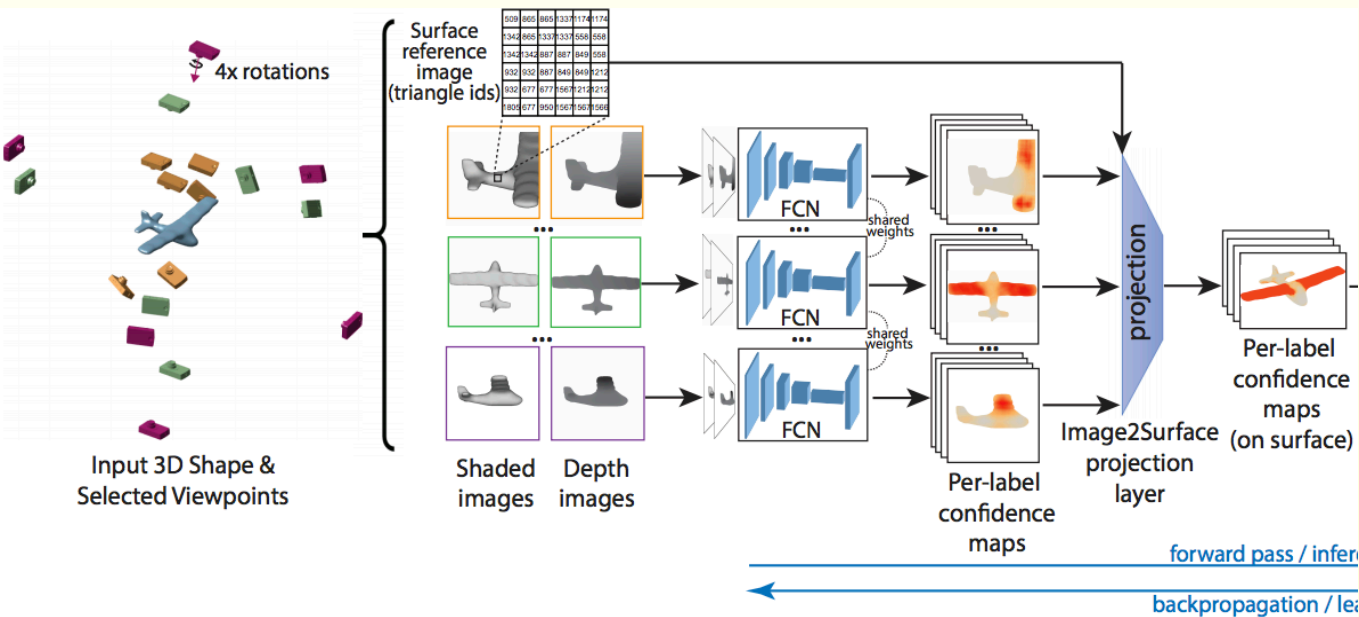 4x rotations
Input 3D Shape &
Selected Viewpoints
Surface
reference
image
(triangle ids)
509 865 865 1337 1174 1174
1342 865 1337 1337 558 558
1342 1342 887 887 849 558
932 932 887 849 849 1212
932 677 677 1567 1212 1212
1805 677 950 1567 1567 1566
...
...
Shaded
images
Depth
images
FCN
...
shared
weights
FCN
...
shared
weights
FCN
...
...
Per-label
confidence
maps
projection
Image2Surface
projection
layer
Per-label
confidence
maps
(on surface)
forward pass / infere
backpropagation / lea